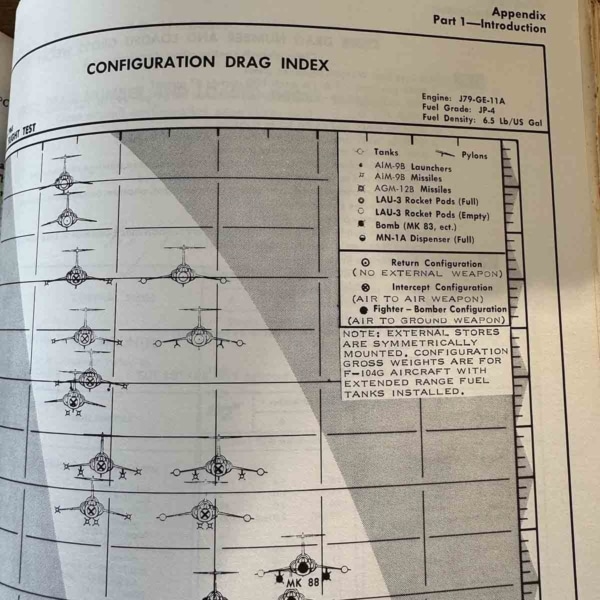 Appendix
Part 1—Introduction
CONFIGURATION DRAG INDEX
Engine: J79-GE-11A
Fuel Grade: JP-4
Fuel Density: 6.5 Lb/US Gal
TEST
Tanks Pylons
AIM-9B Launchers
AIM-9B Missiles
AGM-12B Missiles
LAU-3 Rocket Pods (Full)
LAU-3 Rocket Pods (Empty)
Bomb (MK 83, ect.)
MN-1A Dispenser (Full)
Return Configuration
(NO EXTERNAL WEAPON)
Intercept Configuration
(AIR TO AIR WEAPON)
Fighter – Bomber Configuration
(AIR TO GROUND WEAPON)
NOTE: EXTERNAL STORES
ARE SYMMETRICALLY
MOUNTED. CONFIGURATION
GROSS WEIGHTS ARE FOR
F-104G AIRCRAFT WITH
EXTENDED RANGE FUEL
TANKS INSTALLED.
MK 88